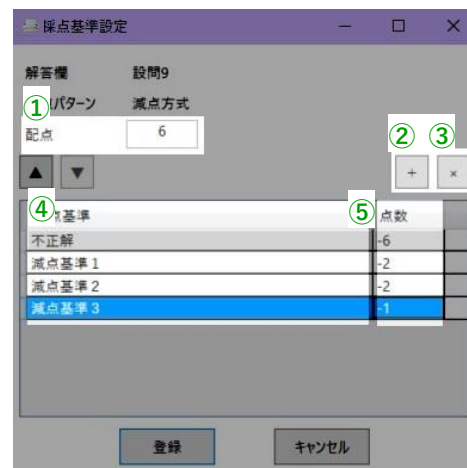 採点基準設定
解答欄 設問9
① パターン 減点方式
配点 6
② ③
▲ ▼ + ×
④ 点基準 ⑤ 点数
不正解 -6
減点基準1 -2
減点基準2 -2
減点基準3 -1
登録 キャンセル